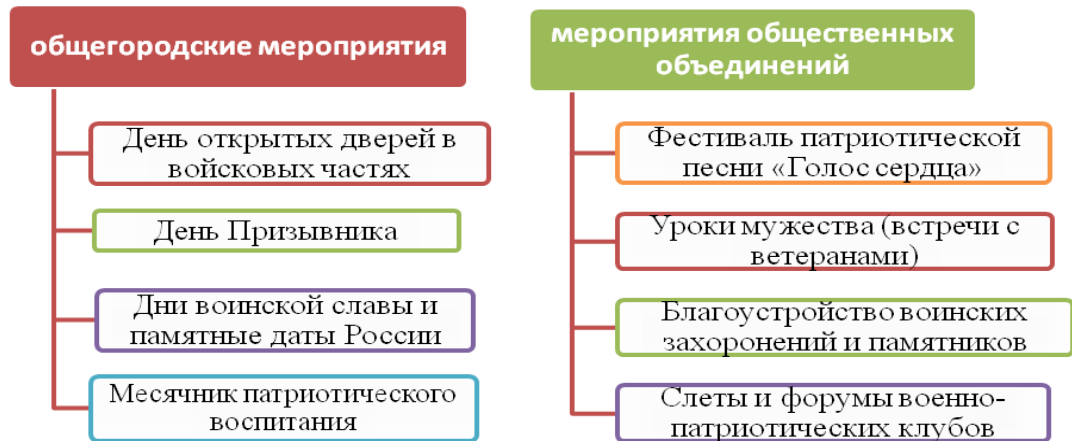 общегородские мероприятия
День открытых дверей в
войсковых частях
День Призывника
Дни воинской славы и
памятные даты России
Месячник патриотического
воспитания
мероприятия общественных
объединений
Фестиваль патриотической
песни «Голос сердца»
Уроки мужества (встречи с
ветеранами)
Благоустройство воинских
захоронений и памятников
Слеты и форумы военно-
патриотических клубов